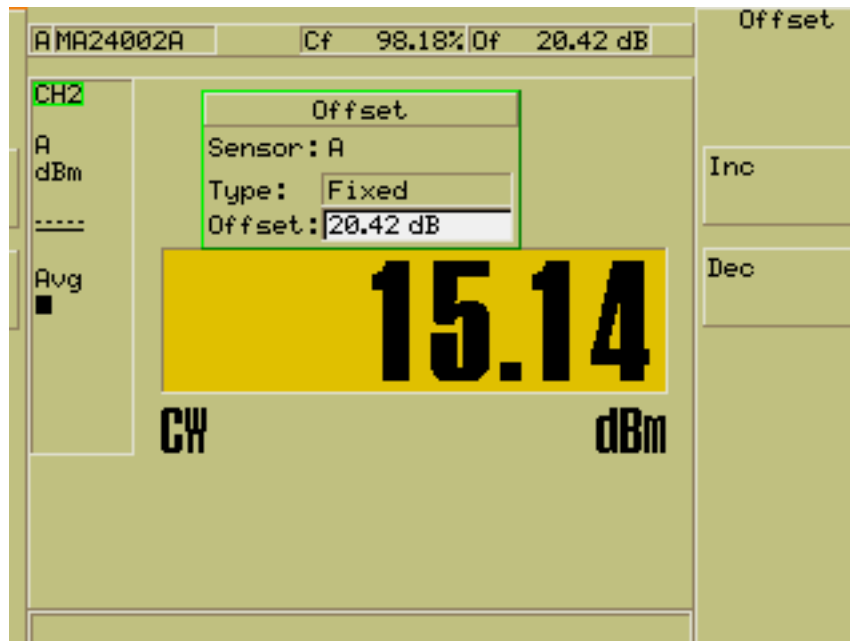 Offset
A MA24002A Cf 98.18% Of 20.42 dB
CH2
Offset
A
Sensor: A
dBm
Inc
Type: Fixed
Offset: 20.42 dB
-----
Dec
Avg
15.14
CW dBm